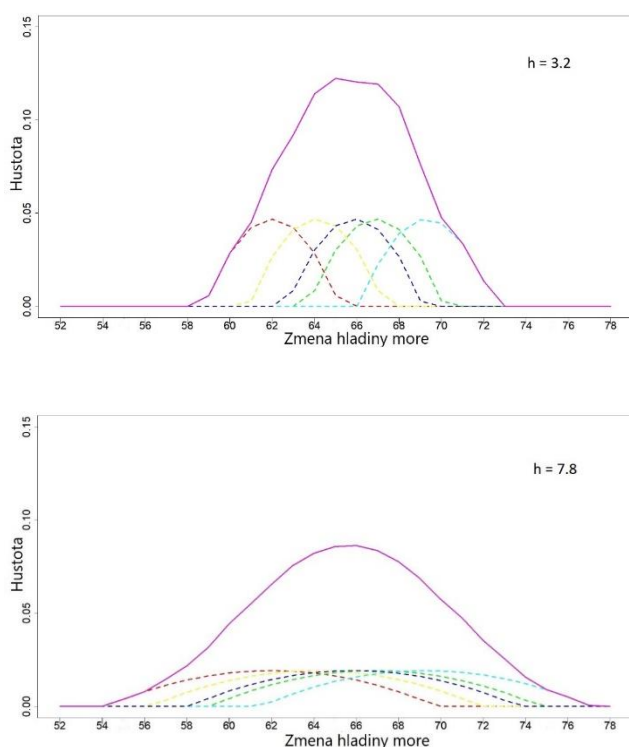 0.15
h = 3.2
0.10
Hustota
0.05
0.00
52 54 56 58 60 62 64 66 68 70 72 74 76 78
Zmena hladiny more
0.15
h = 7.8
0.10
Hustota
0.05
0.00
52 54 56 58 60 62 64 66 68 70 72 74 76 78
Zmena hladiny more